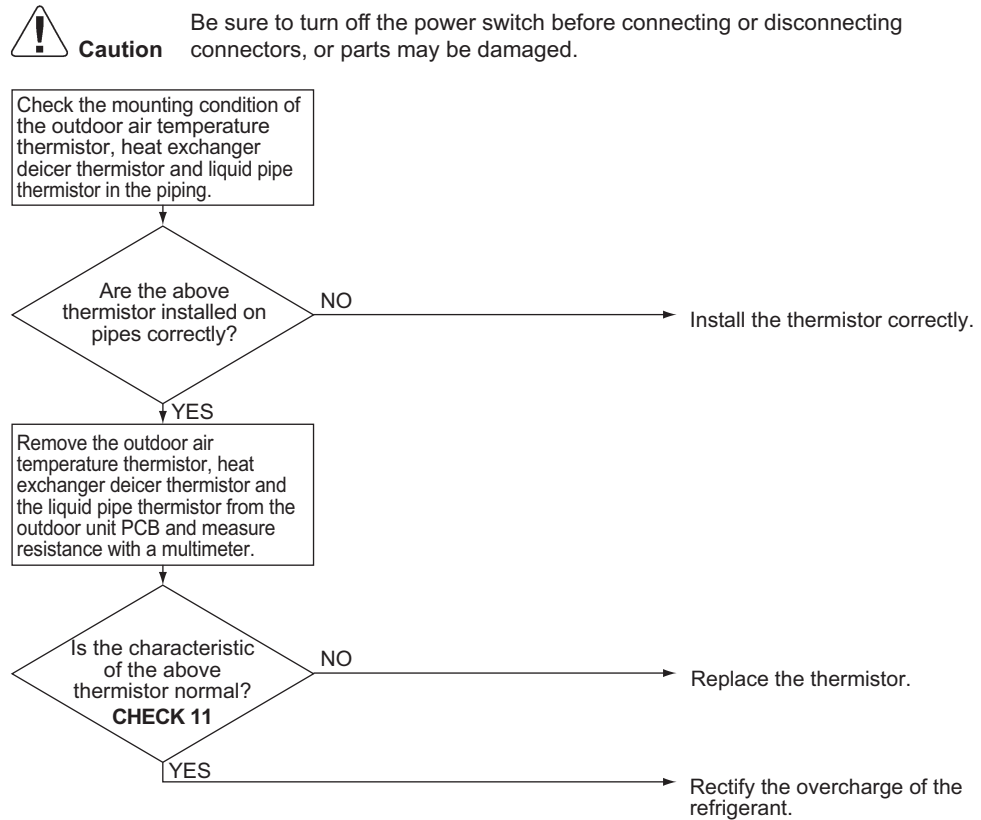 Be sure to turn off the power switch before connecting or disconnecting
Caution connectors, or parts may be damaged.
Check the mounting condition of
the outdoor air temperature
thermistor, heat exchanger
deicer thermistor and liquid pipe
thermistor in the piping.
Are the above
thermistor installed on
pipes correctly?
NO
Install the thermistor correctly.
YES
Remove the outdoor air
temperature thermistor, heat
exchanger deicer thermistor and
the liquid pipe thermistor from the
outdoor unit PCB and measure
resistance with a multimeter.
Is the characteristic
of the above
thermistor normal?
CHECK 11
NO
Replace the thermistor.
YES
Rectify the overcharge of the
refrigerant.